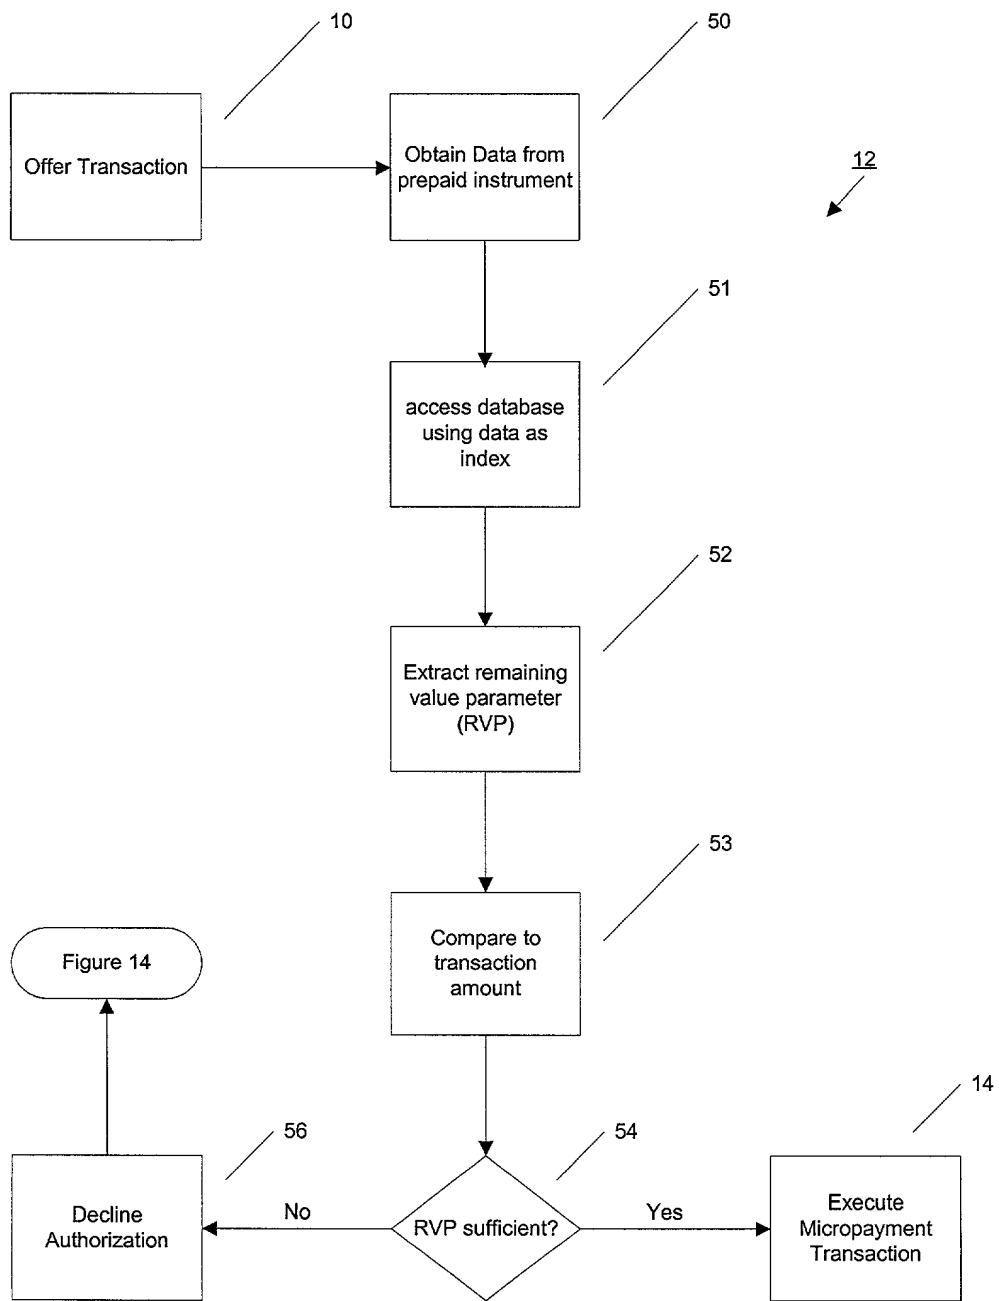 10
50
Offer Transaction
Obtain Data from
prepaid instrument
12
51
access database
using data as
index
52
Extract remaining
value parameter
(RVP)
53
Compare to
transaction
amount
Figure 14
14
56
54
Decline
Authorization
No
RVP sufficient?
Yes
Execute
Micropayment
Transaction